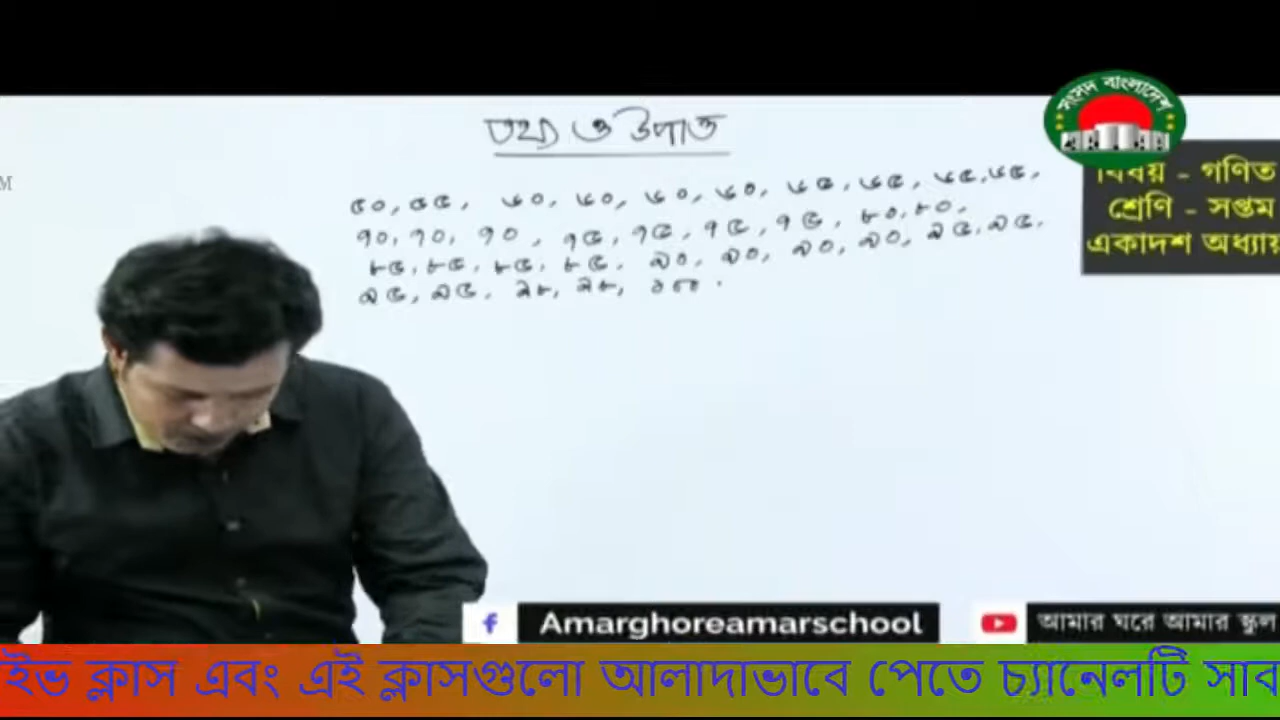 তথ্য ও উপাত্ত
৫০, ৫৫, ৬০, ৬০, ৬০, ৬০, ৬৫, ৬৫, ৬৫, ৬৫,
৭০, ৭০, ৭০, ৭৫, ৭৫, ৭৫, ৭৫, ৮০, ৮০,
৮৫, ৮৫, ৮৫, ৮৫, ৯০, ৯০, ৯০, ৯০, ৯৫, ৯৫,
৯৫, ৯৫, ৯৮, ৯৮, ১০০.
সংসদ বাংলাদেশ
বিষয় - গণিত
শ্রেণি - সপ্তম
একাদশ অধ্যায়
M
f Amarghoreamarschool
আমার ঘরে আমার স্কুল
ইভ ক্লাস এবং এই ক্লাসগুলো আলাদাভাবে পেতে চ্যানেলটি সাব